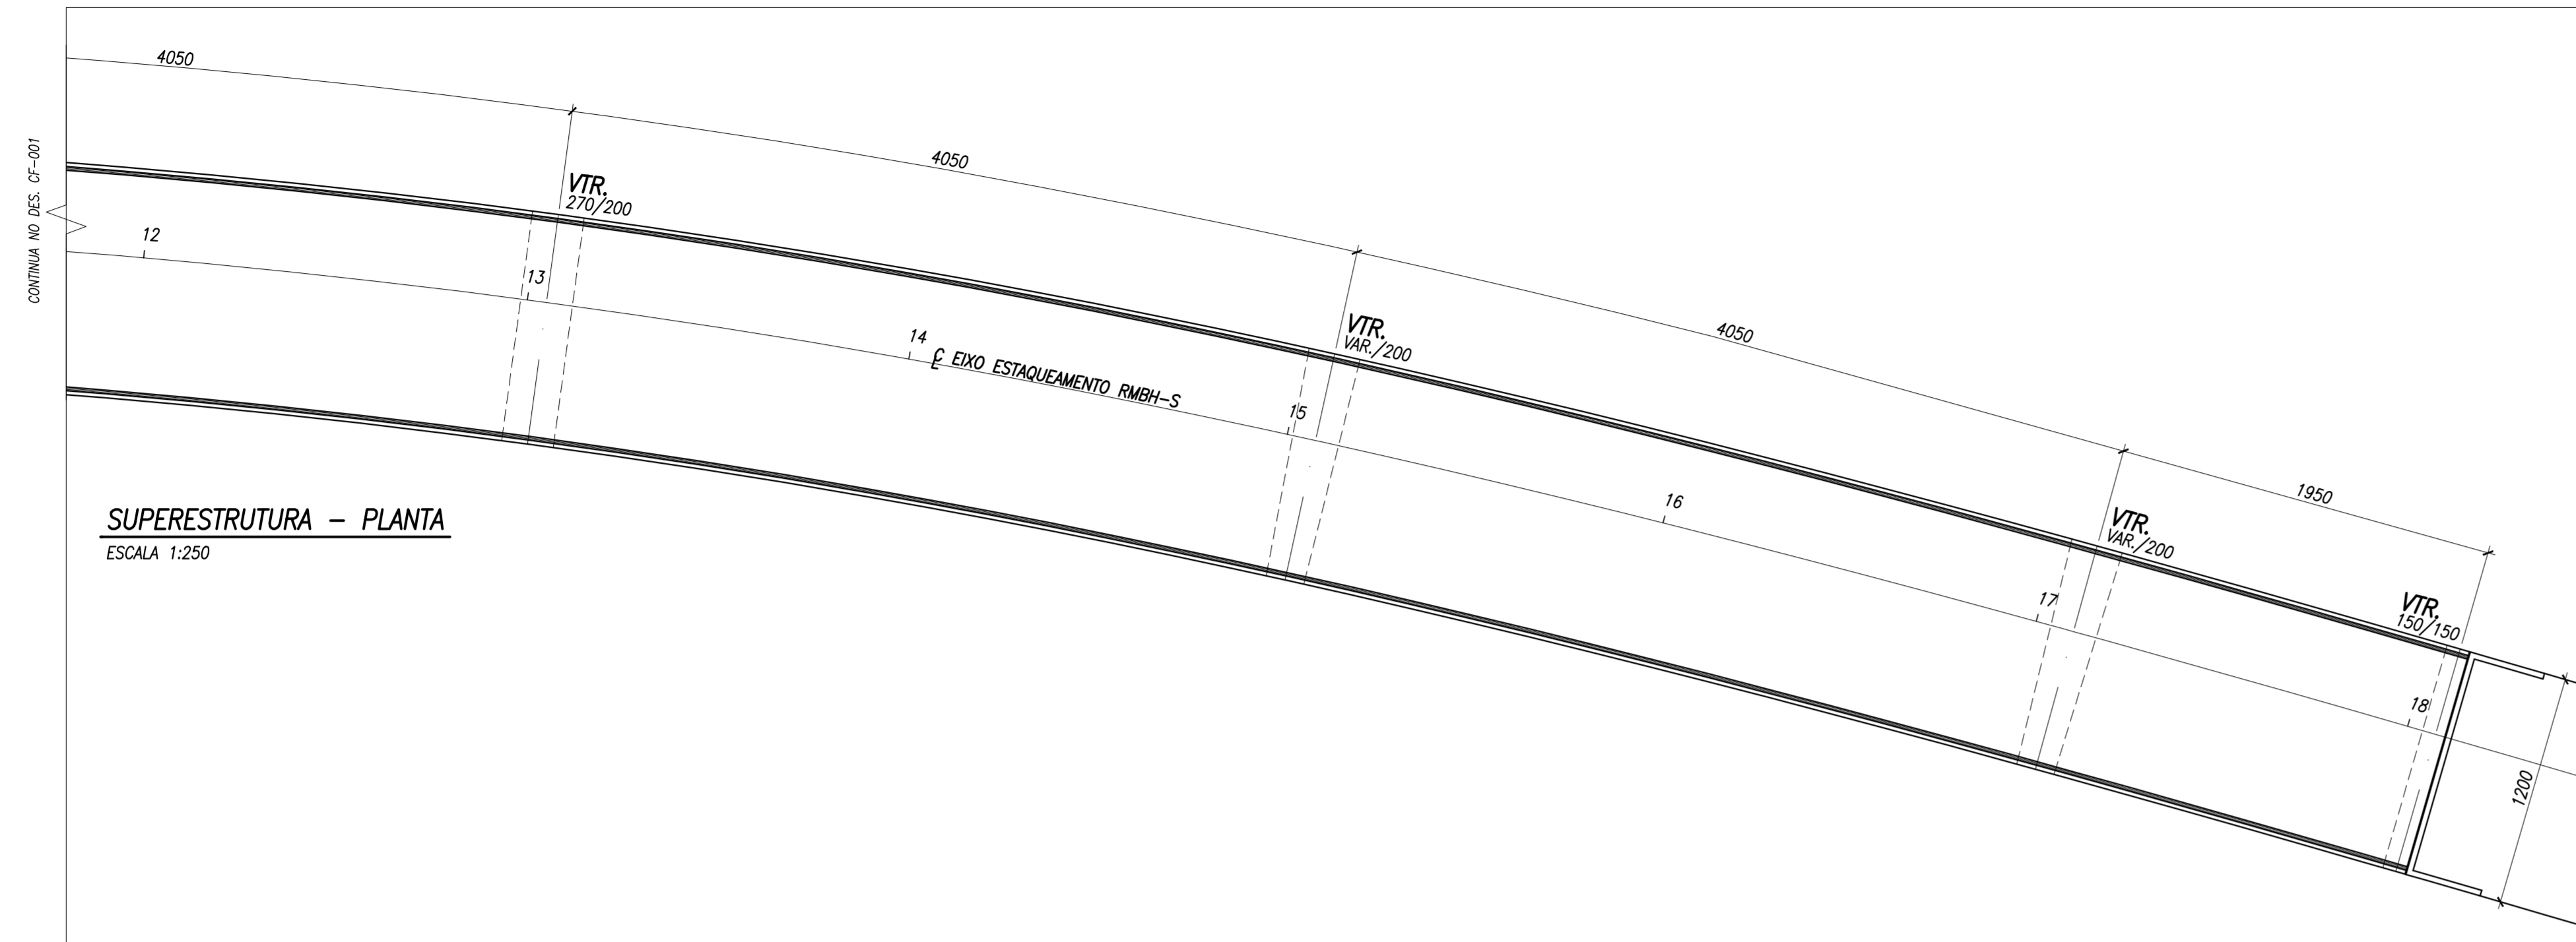 4050
CONTINUA NO DES. CF-001
VTR.
270/200
4050
12
13
14
℄ EIXO ESTAQUEAMENTO RMBH-S
VTR.
VAR./200
4050
15
16
SUPERESTRUTURA - PLANTA
ESCALA 1:250
VTR.
VAR./200
1950
17
VTR.
150/150
18
1200